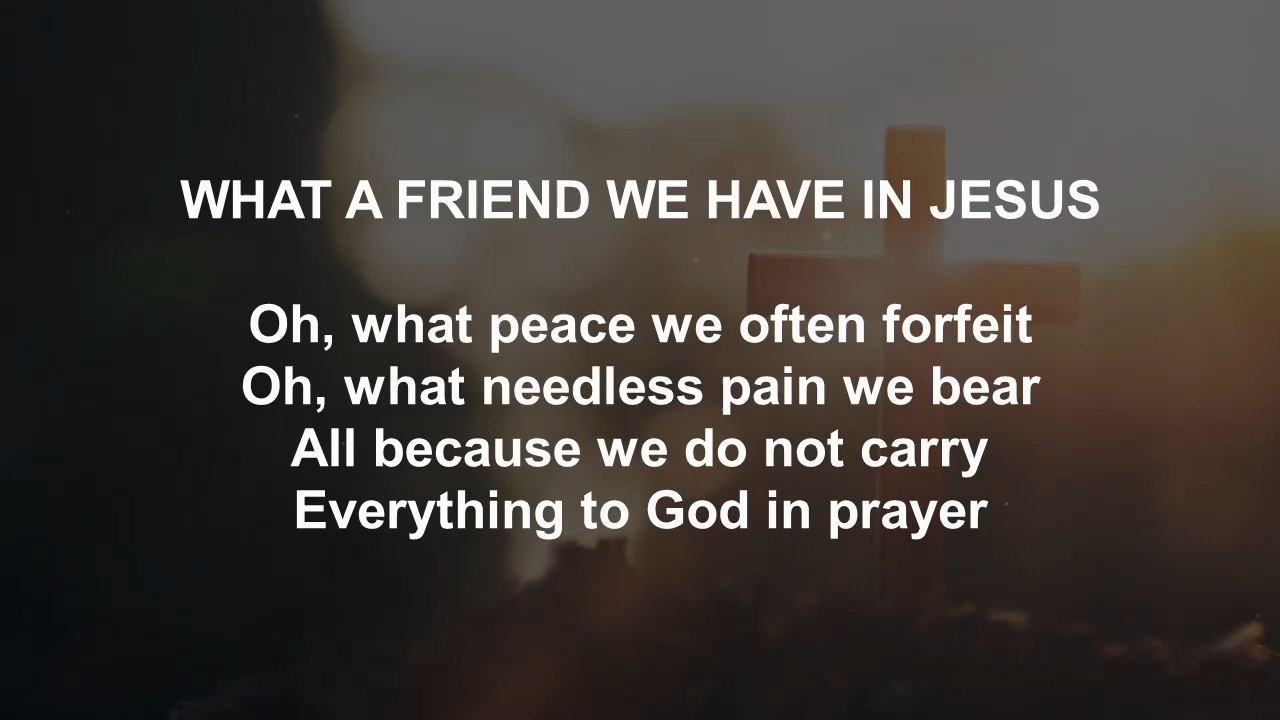 WHAT A FRIEND WE HAVE IN JESUS
Oh, what peace we often forfeit
Oh, what needless pain we bear
All because we do not carry
Everything to God in prayer